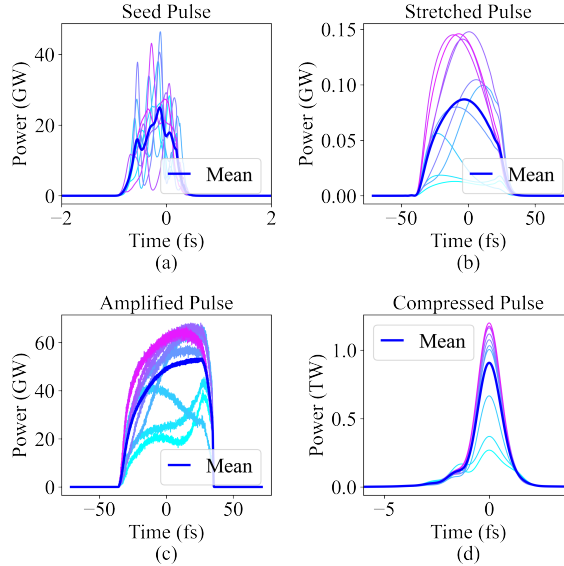 Seed Pulse
Power (GW)
40
20
0
Mean
−2
0
2
Time (fs)
(a)
Stretched Pulse
Power (GW)
0.15
0.10
0.05
0.00
Mean
−50
0
50
Time (fs)
(b)
Amplified Pulse
Power (GW)
60
40
20
0
Mean
−50
0
50
Time (fs)
(c)
Compressed Pulse
Power (TW)
1.0
0.5
0.0
Mean
−5
0
Time (fs)
(d)